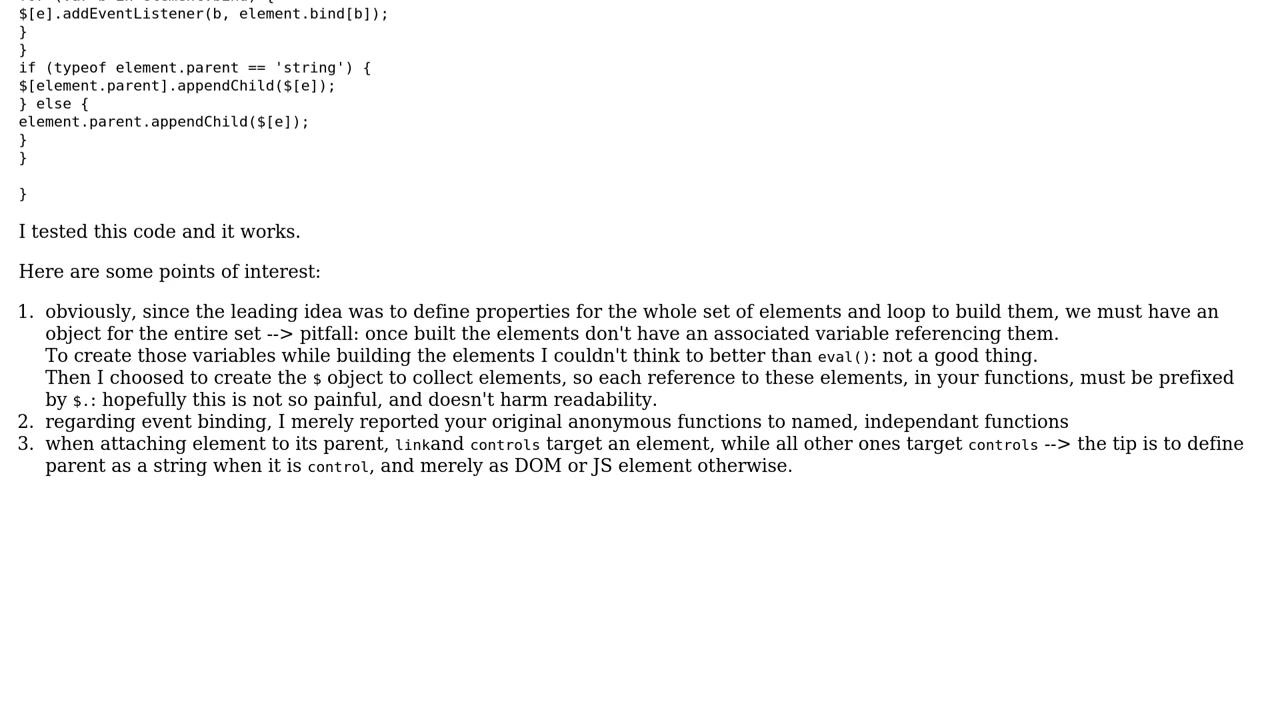 $[e].addEventListener(b, element.bind[b]);
}
}
if (typeof element.parent == 'string') {
$[element.parent].appendChild($[e]);
} else {
element.parent.appendChild($[e]);
}
}
}
I tested this code and it works.
Here are some points of interest:
1. obviously, since the leading idea was to define properties for the whole set of elements and loop to build them, we must have an
object for the entire set --> pitfall: once built the elements don't have an associated variable referencing them.
To create those variables while building the elements I couldn't think to better than eval(): not a good thing.
Then I choosed to create the $ object to collect elements, so each reference to these elements, in your functions, must be prefixed
by $.: hopefully this is not so painful, and doesn't harm readability.
2. regarding event binding, I merely reported your original anonymous functions to named, independant functions
3. when attaching element to its parent, linkand controls target an element, while all other ones target controls --> the tip is to define
parent as a string when it is control, and merely as DOM or JS element otherwise.